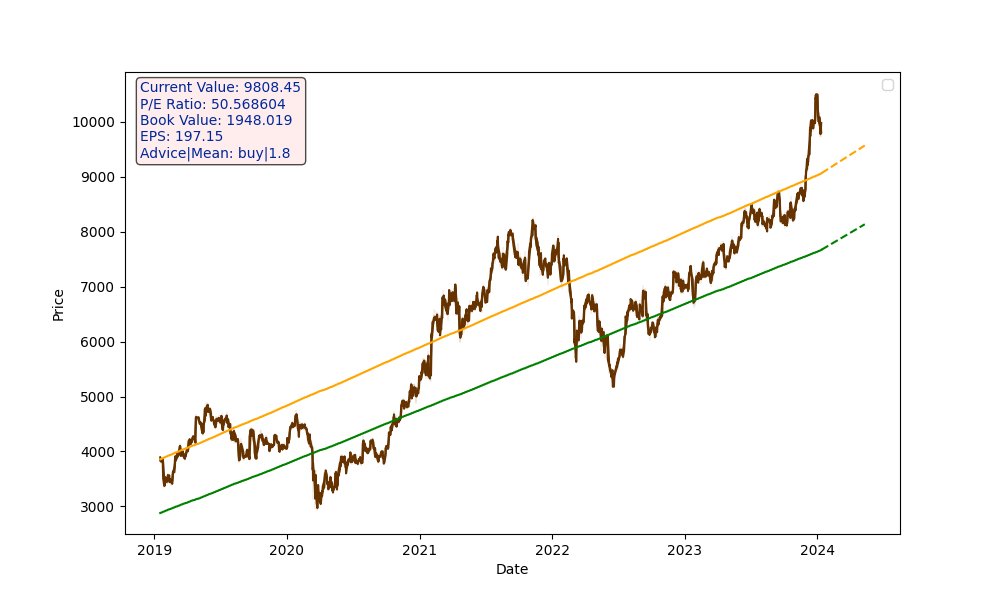 Current Value: 9808.45
P/E Ratio: 50.568604
Book Value: 1948.019
EPS: 197.15
Advice|Mean: buy|1.8
10000
9000
8000
7000
6000
5000
4000
3000
Price
2019 2020 2021 2022 2023 2024
Date